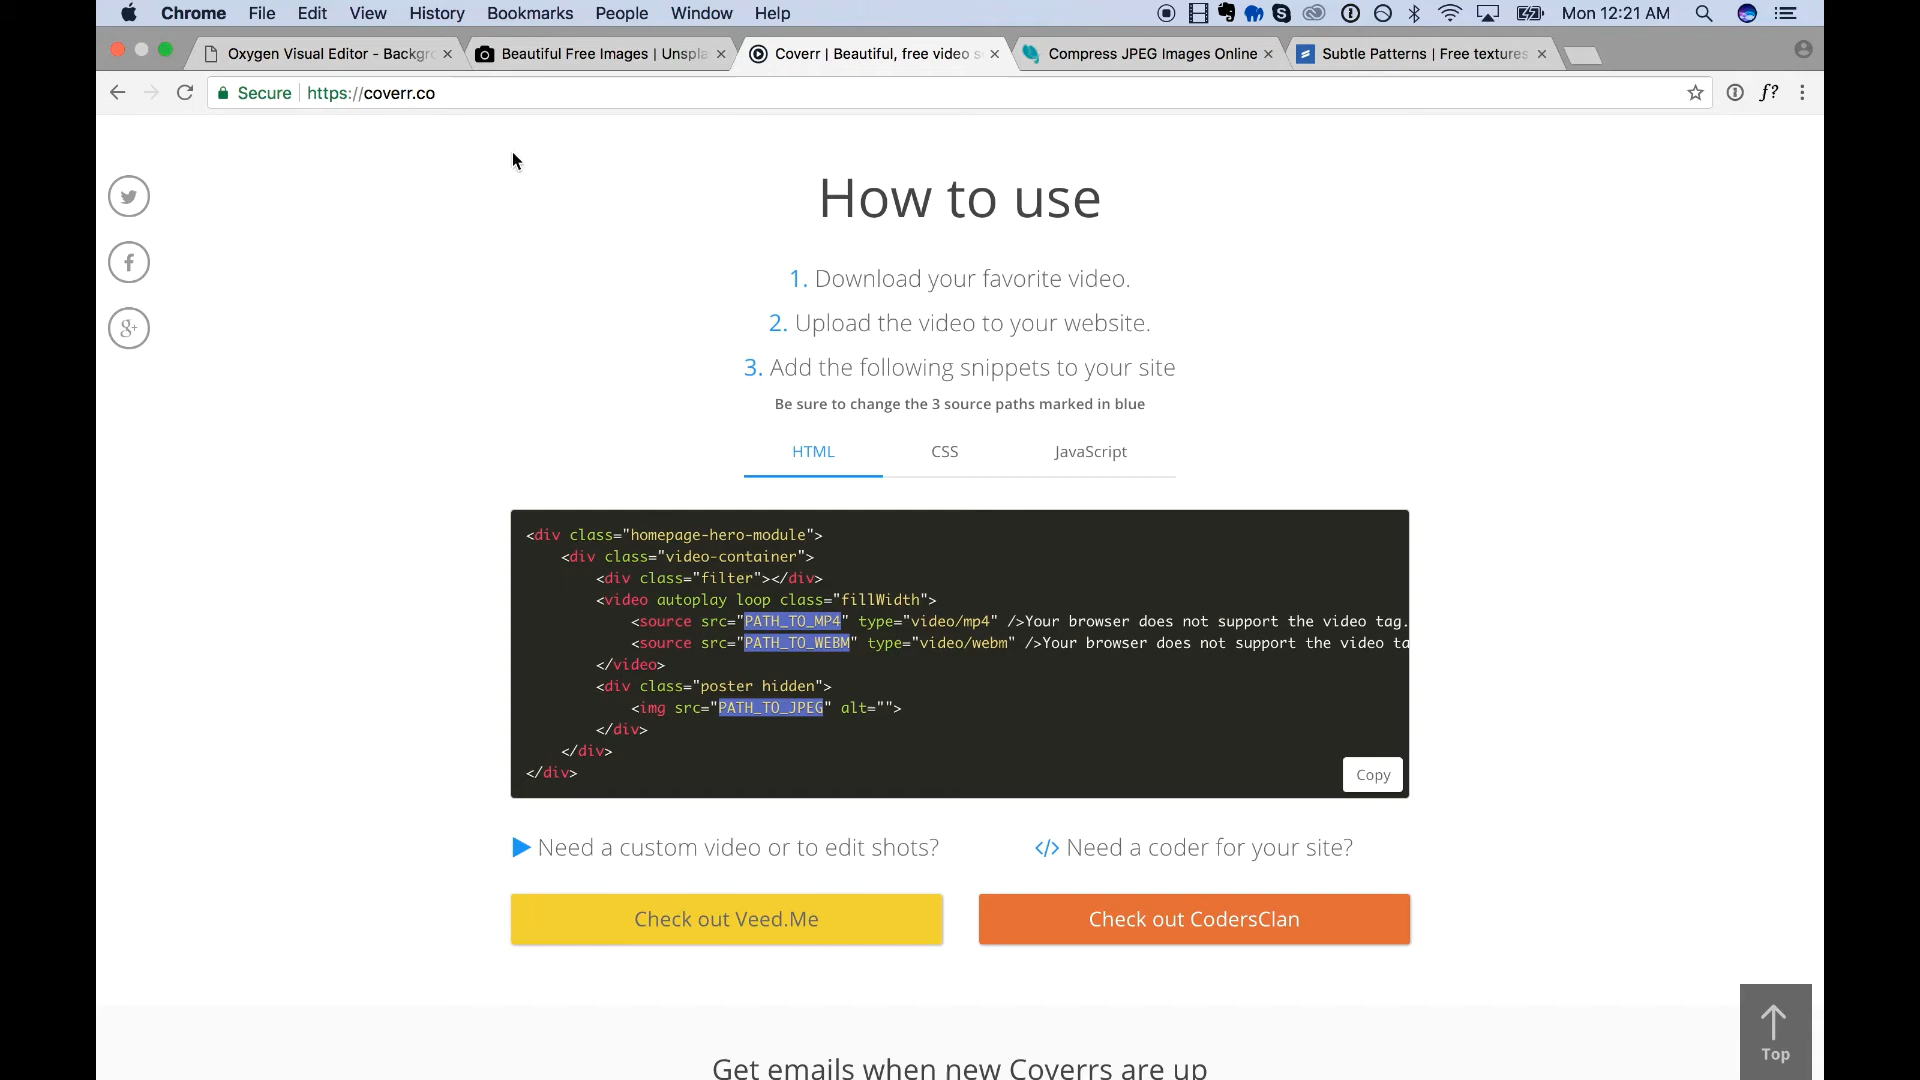 Chrome File Edit View History Bookmarks People Window Help Mon 12:21 AM
Oxygen Visual Editor - Backgr
Beautiful Free Images | Unspla
Coverr | Beautiful, free video s
Compress JPEG Images Online
Subtle Patterns | Free textures
Secure https://coverr.co f?
How to use
1. Download your favorite video.
2. Upload the video to your website.
3. Add the following snippets to your site
Be sure to change the 3 source paths marked in blue
HTML CSS JavaScript
<div class="homepage-hero-module">
<div class="video-container">
<div class="filter"></div>
<video autoplay loop class="fillWidth">
<source src="PATH_TO_MP4" type="video/mp4" />Your browser does not support the video tag.
<source src="PATH_TO_WEBM" type="video/webm" />Your browser does not support the video ta
</video>
<div class="poster hidden">
<img src="PATH_TO_JPEG" alt="">
</div>
</div>
</div>
Copy
Need a custom video or to edit shots?
</> Need a coder for your site?
Check out Veed.Me
Check out CodersClan
Top
Get emails when new Coverrs are up